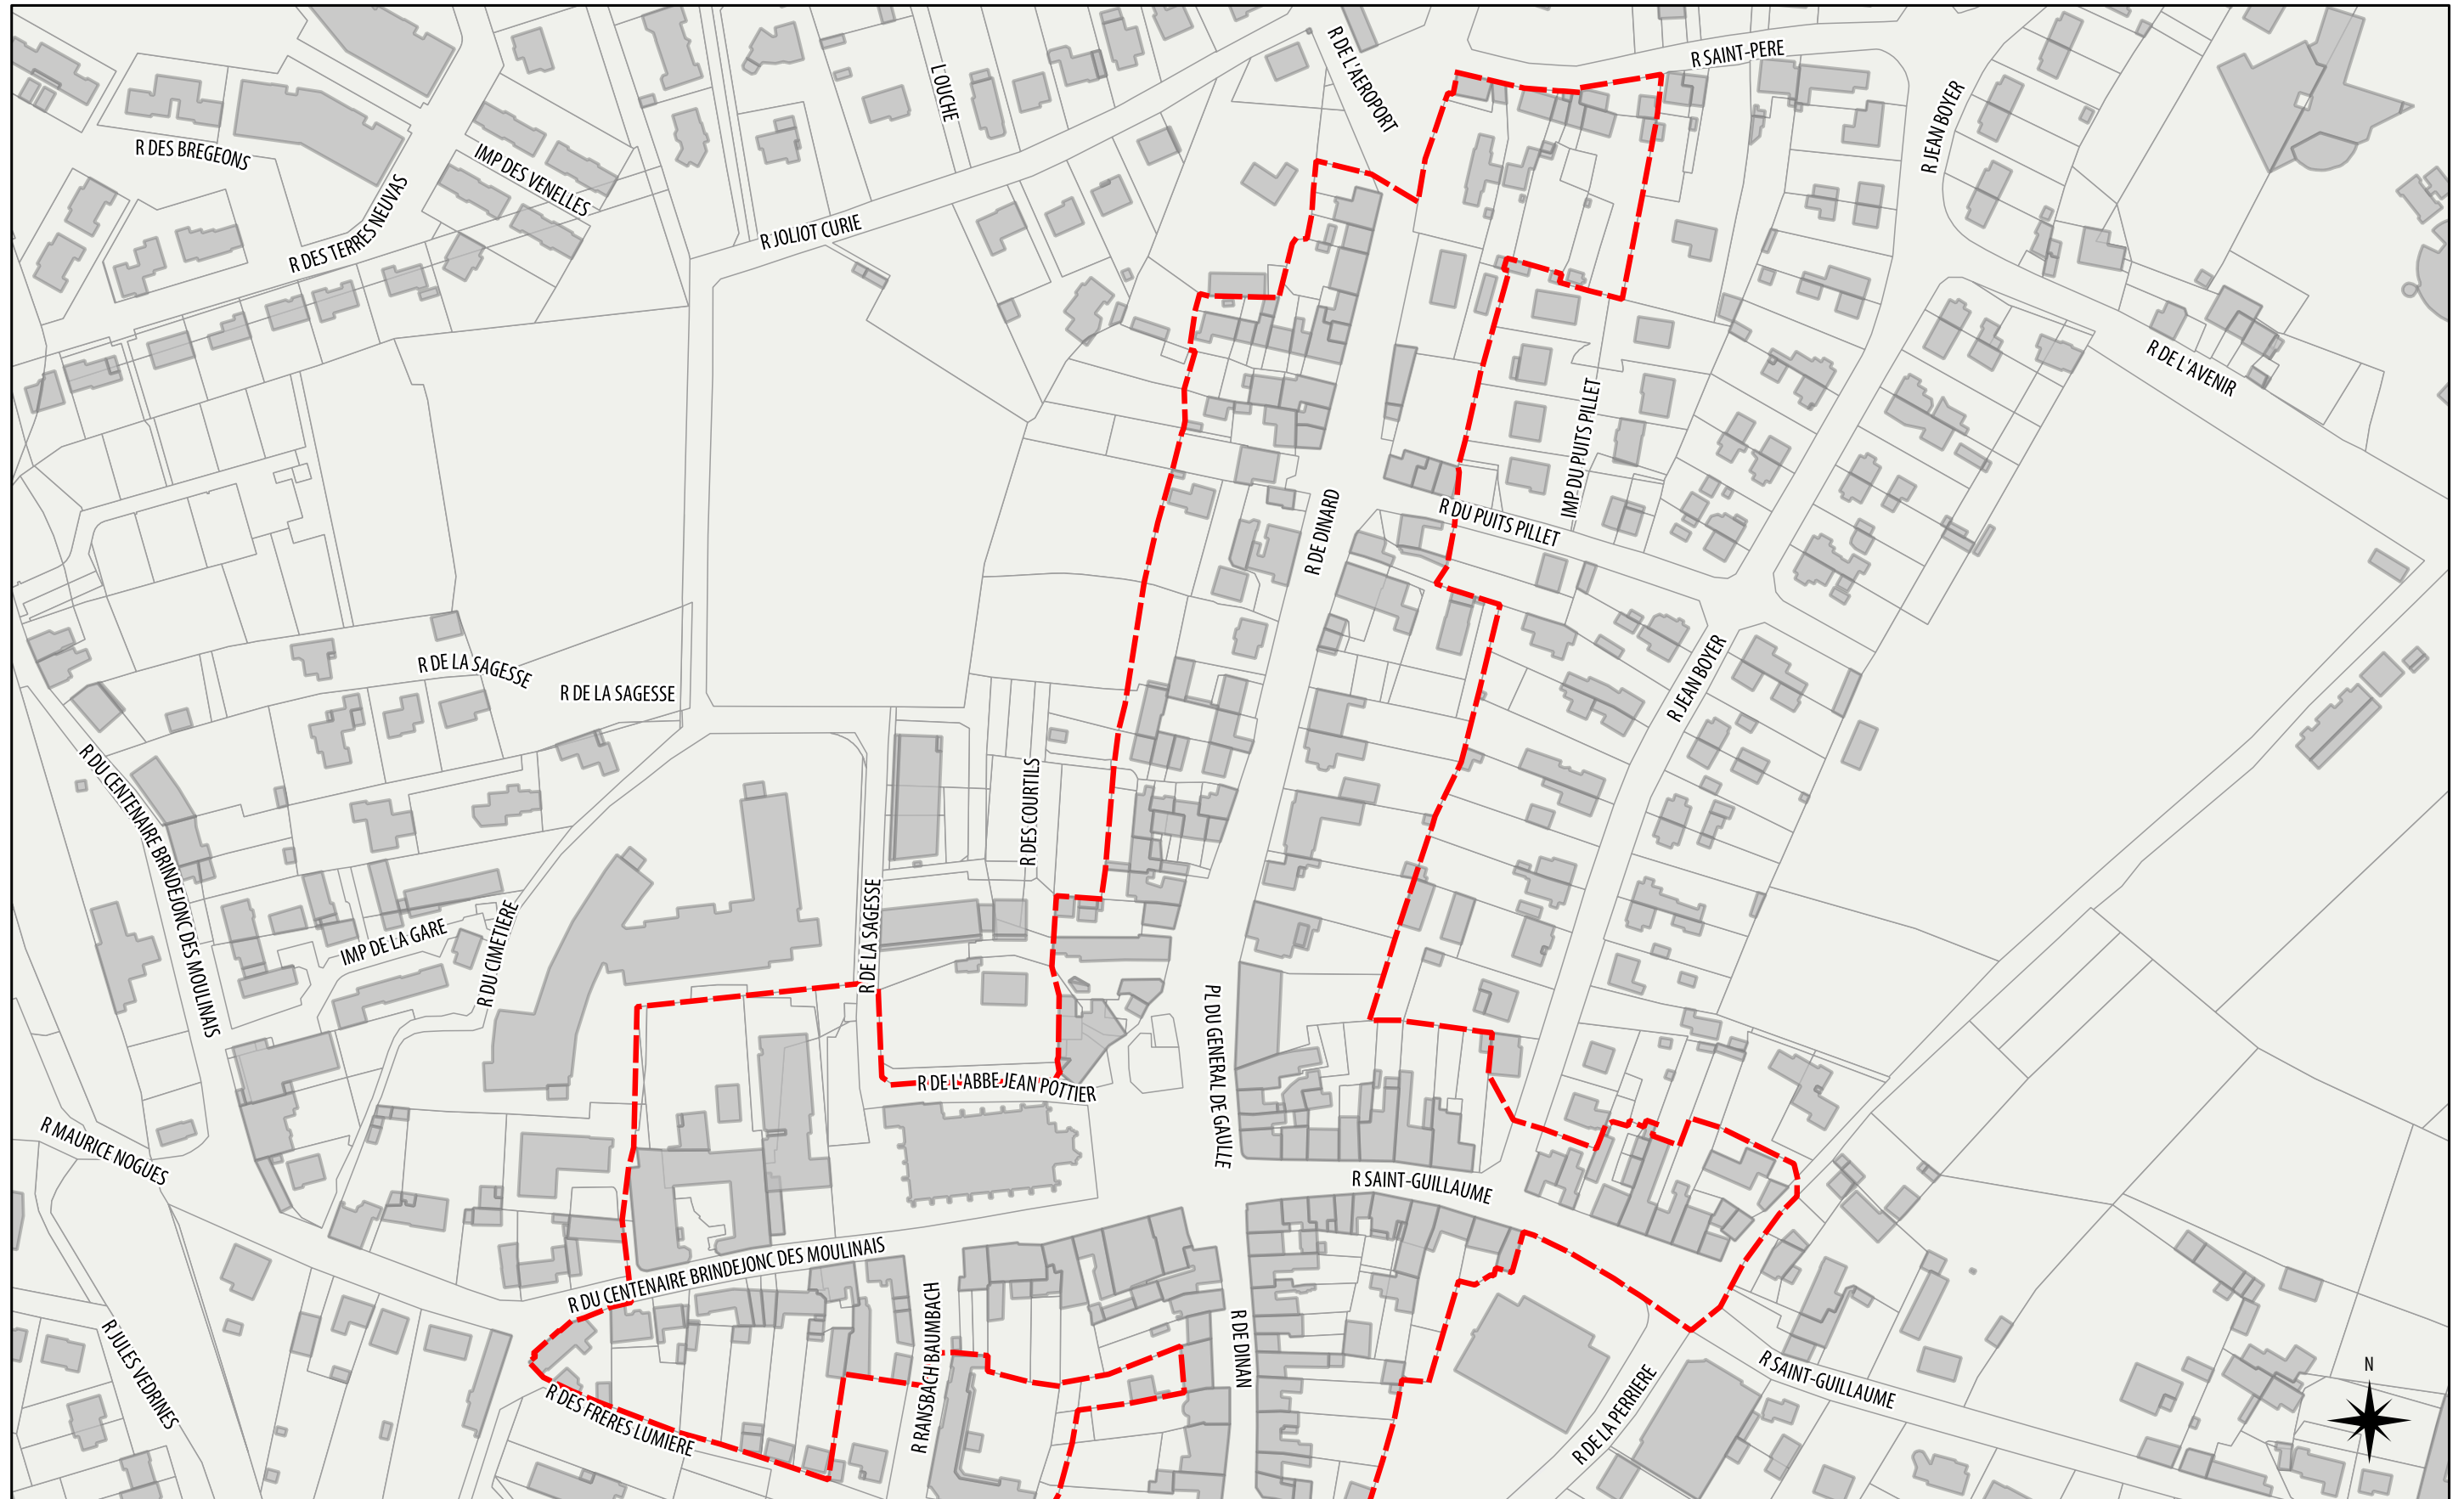 R SAINT-PERE
R DE L'AEROPORT
L'OUCHE
R JEAN BOYER
R DES BREGEONS
IMP DES VENELLES
R DES TERRES NEUVAS
R JOLIOT CURIE
R DE L'AVENIR
IMP DU PUITS PILLET
R DU PUITS PILLET
R DE DINARD
R DE LA SAGESSE
R DE LA SAGESSE
R JEAN BOYER
R DU CENTENAIRE BRINDEJONC DES MOULINAIS
R DES COURTILS
R DE LA SAGESSE
IMP DE LA GARE
R DU CIMETIERE
PL DU GENERAL DE GAULLE
R DE L'ABBE JEAN POTTIER
R MAURICE NOGUES
R SAINT-GUILLAUME
R DU CENTENAIRE BRINDEJONC DES MOULINAIS
R RANSBACH BAUMBACH
R DE DINAN
R JULES VEDRINES
R DES FRERES LUMIERE
R DE LA PERRIERE
R SAINT-GUILLAUME
N